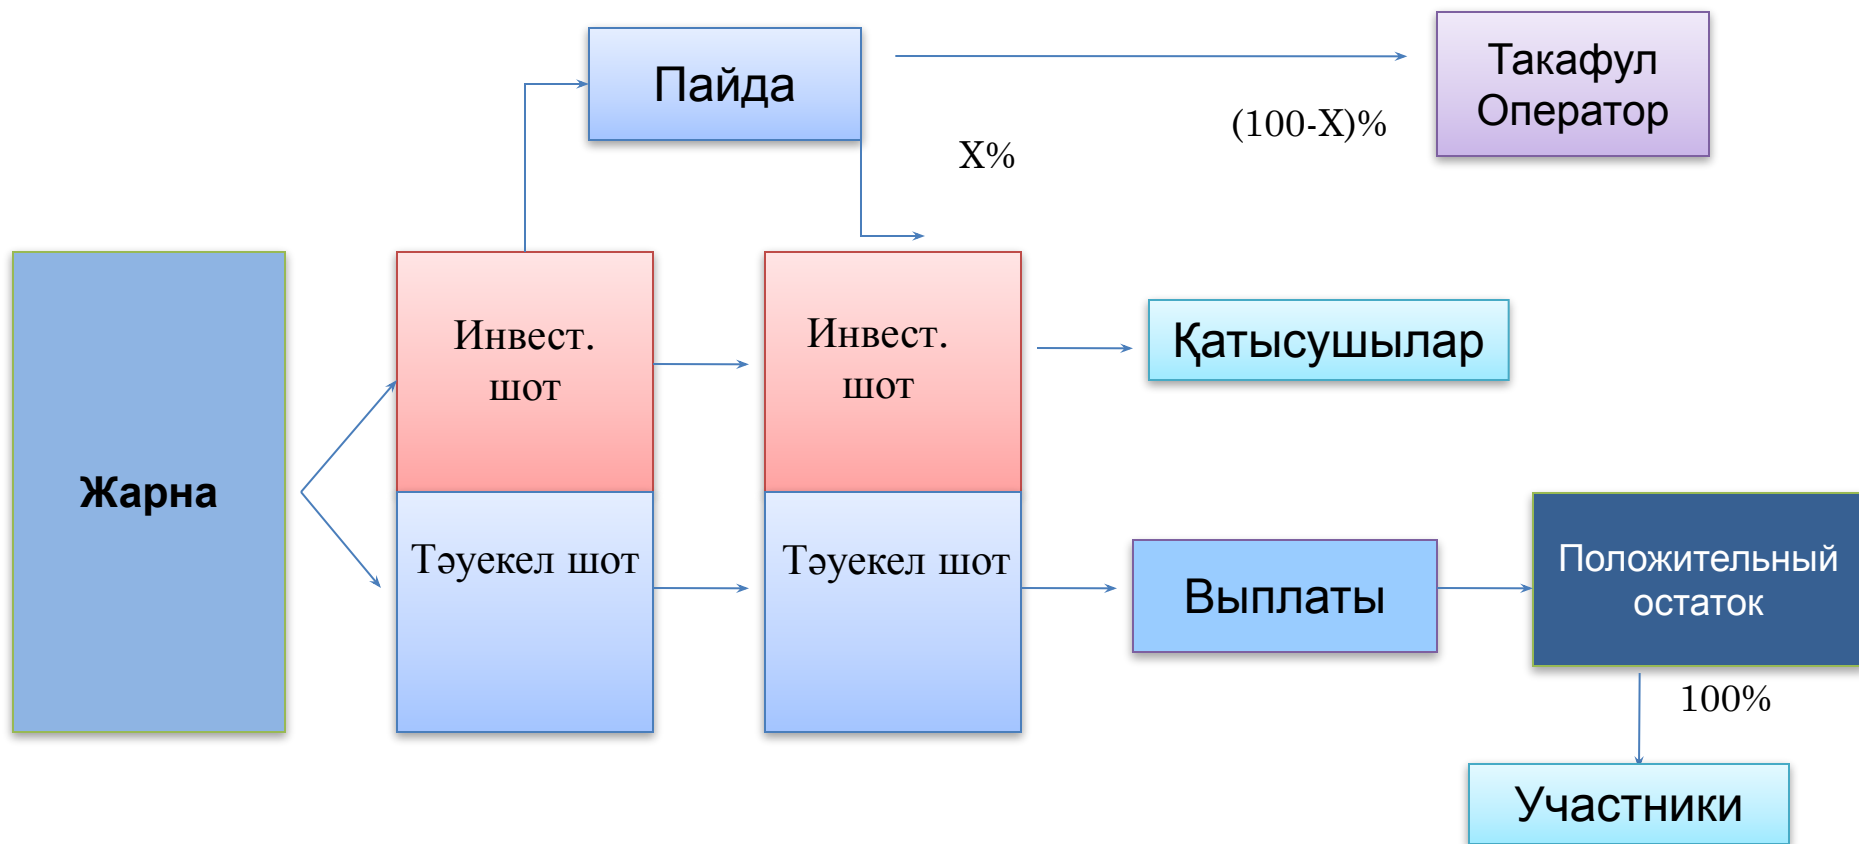 Пайда
Такафул
Оператор
(100-X)%
X%
Жарна
Инвест.
шот
Инвест.
шот
Қатысушылар
Тәуекел шот
Тәуекел шот
Выплаты
Положительный
остаток
100%
Участники